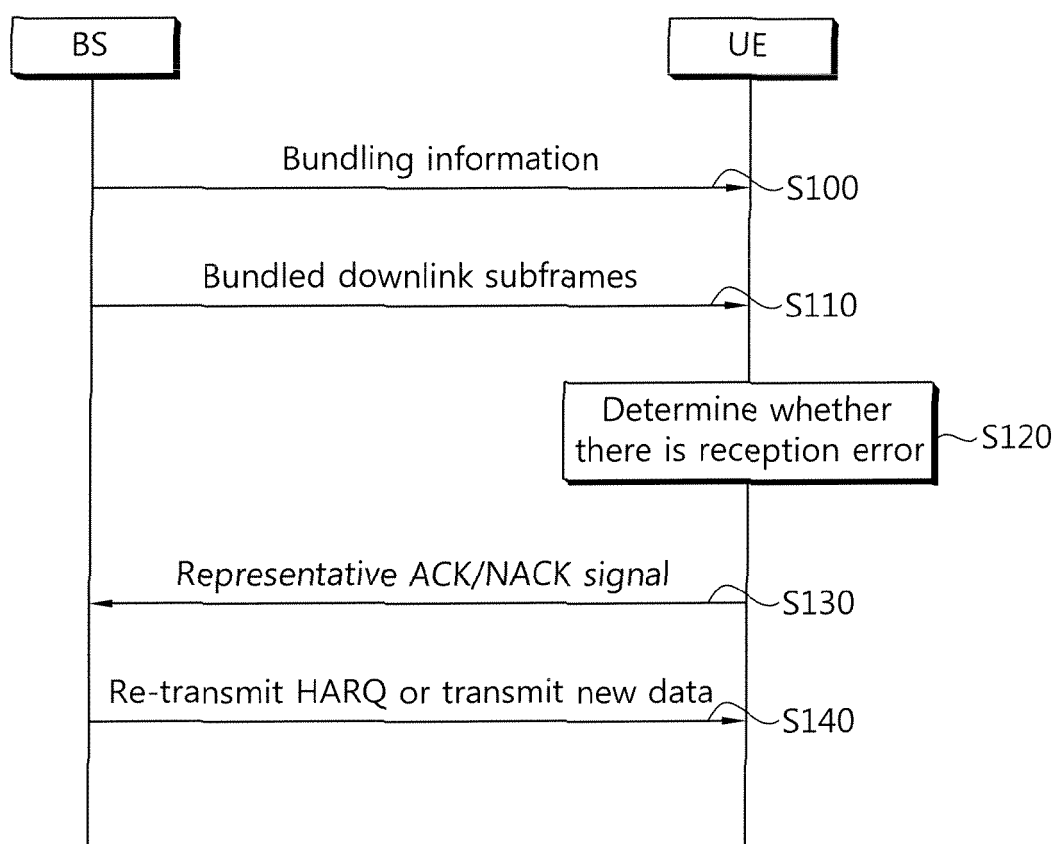 BS
UE
Bundling information
S100
Bundled downlink subframes
S110
Determine whether
there is reception error
S120
Representative ACK/NACK signal
S130
Re-transmit HARQ or transmit new data
S140